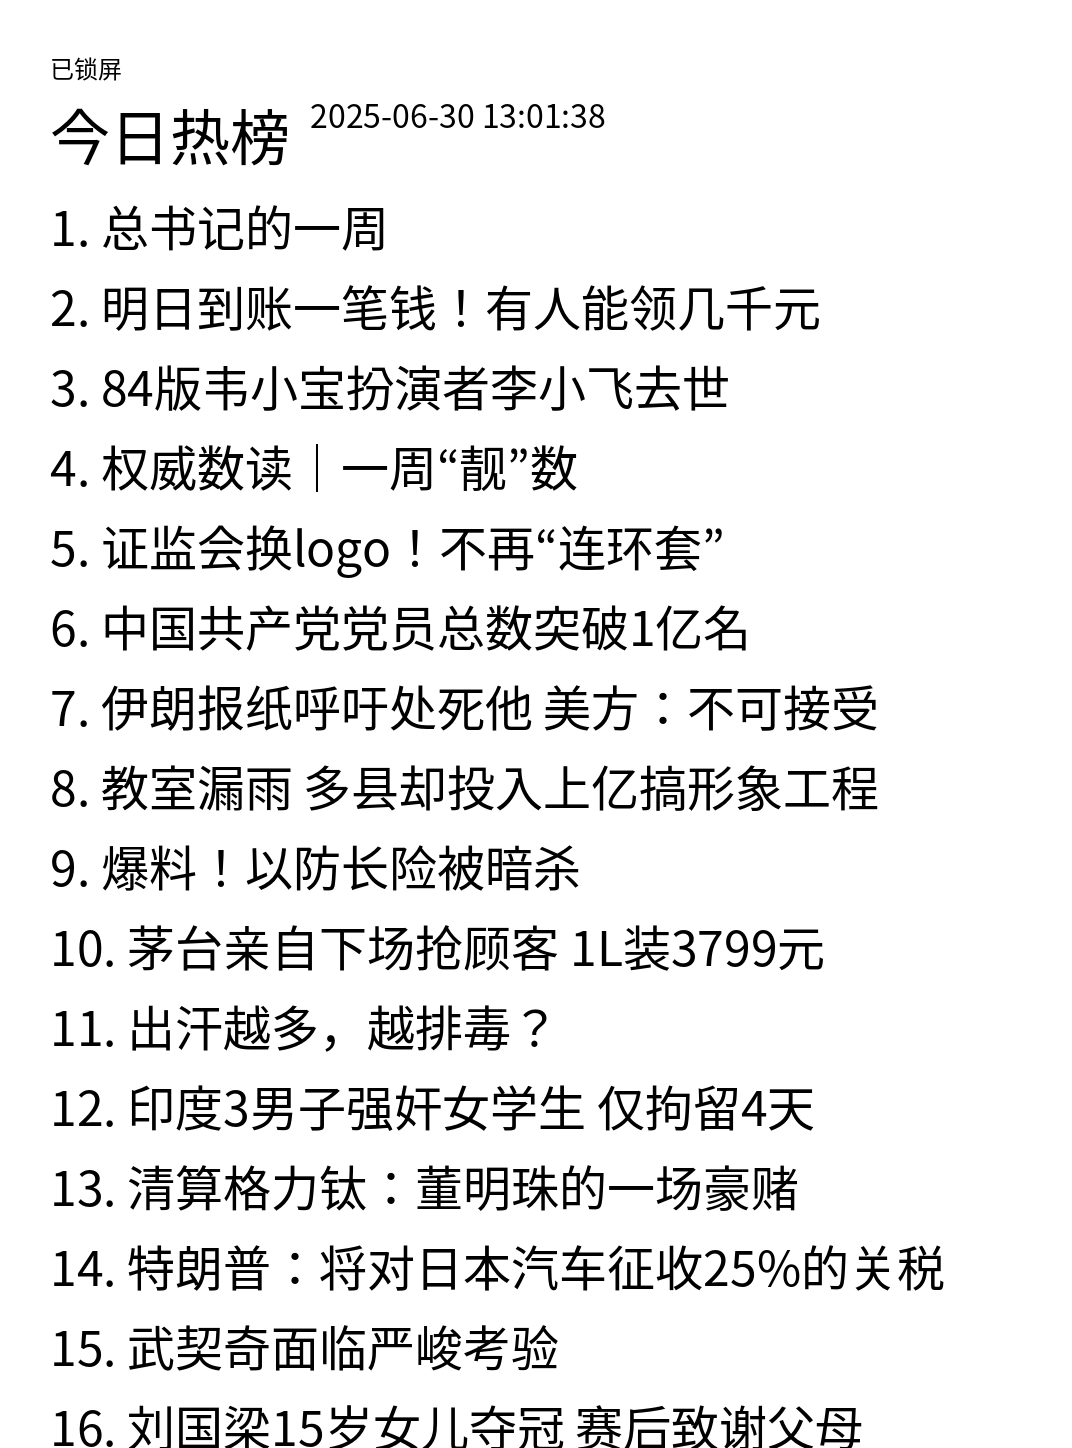 已锁屏
今日热榜 2025-06-30 13:01:38
1. 总书记的一周
2. 明日到账一笔钱！有人能领几千元
3. 84版韦小宝扮演者李小飞去世
4. 权威数读｜一周“靓”数
5. 证监会换logo！不再“连环套”
6. 中国共产党党员总数突破1亿名
7. 伊朗报纸呼吁处死他 美方：不可接受
8. 教室漏雨 多县却投入上亿搞形象工程
9. 爆料！以防长险被暗杀
10. 茅台亲自下场抢顾客 1L装3799元
11. 出汗越多，越排毒？
12. 印度3男子强奸女学生 仅拘留4天
13. 清算格力钛：董明珠的一场豪赌
14. 特朗普：将对日本汽车征收25%的关税
15. 武契奇面临严峻考验
16. 刘国梁15岁女儿夺冠 赛后致谢父母